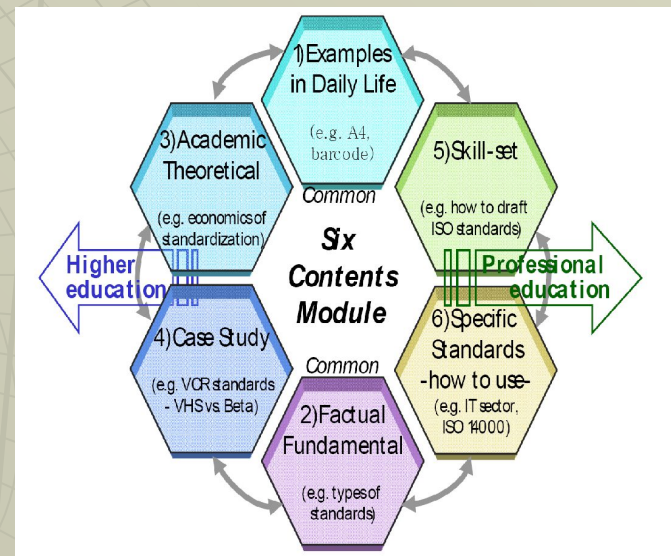 1)Examples
in Daily Life
(e.g. A4,
barcode)
Common
3)Academic
Theoretical
(e.g. economics of
standardization)
5)Skill-set
(e.g. how to draft
ISO standards)
Six
Contents
Module
Higher
education
Professional
education
4)Case Study
(e.g. VCR standards
- VHS vs. Beta)
6)Specific
Standards
-how to use-
(e.g. IT sector,
ISO 14000)
Common
2)Factual
Fundamental
(e.g. types of
standards)